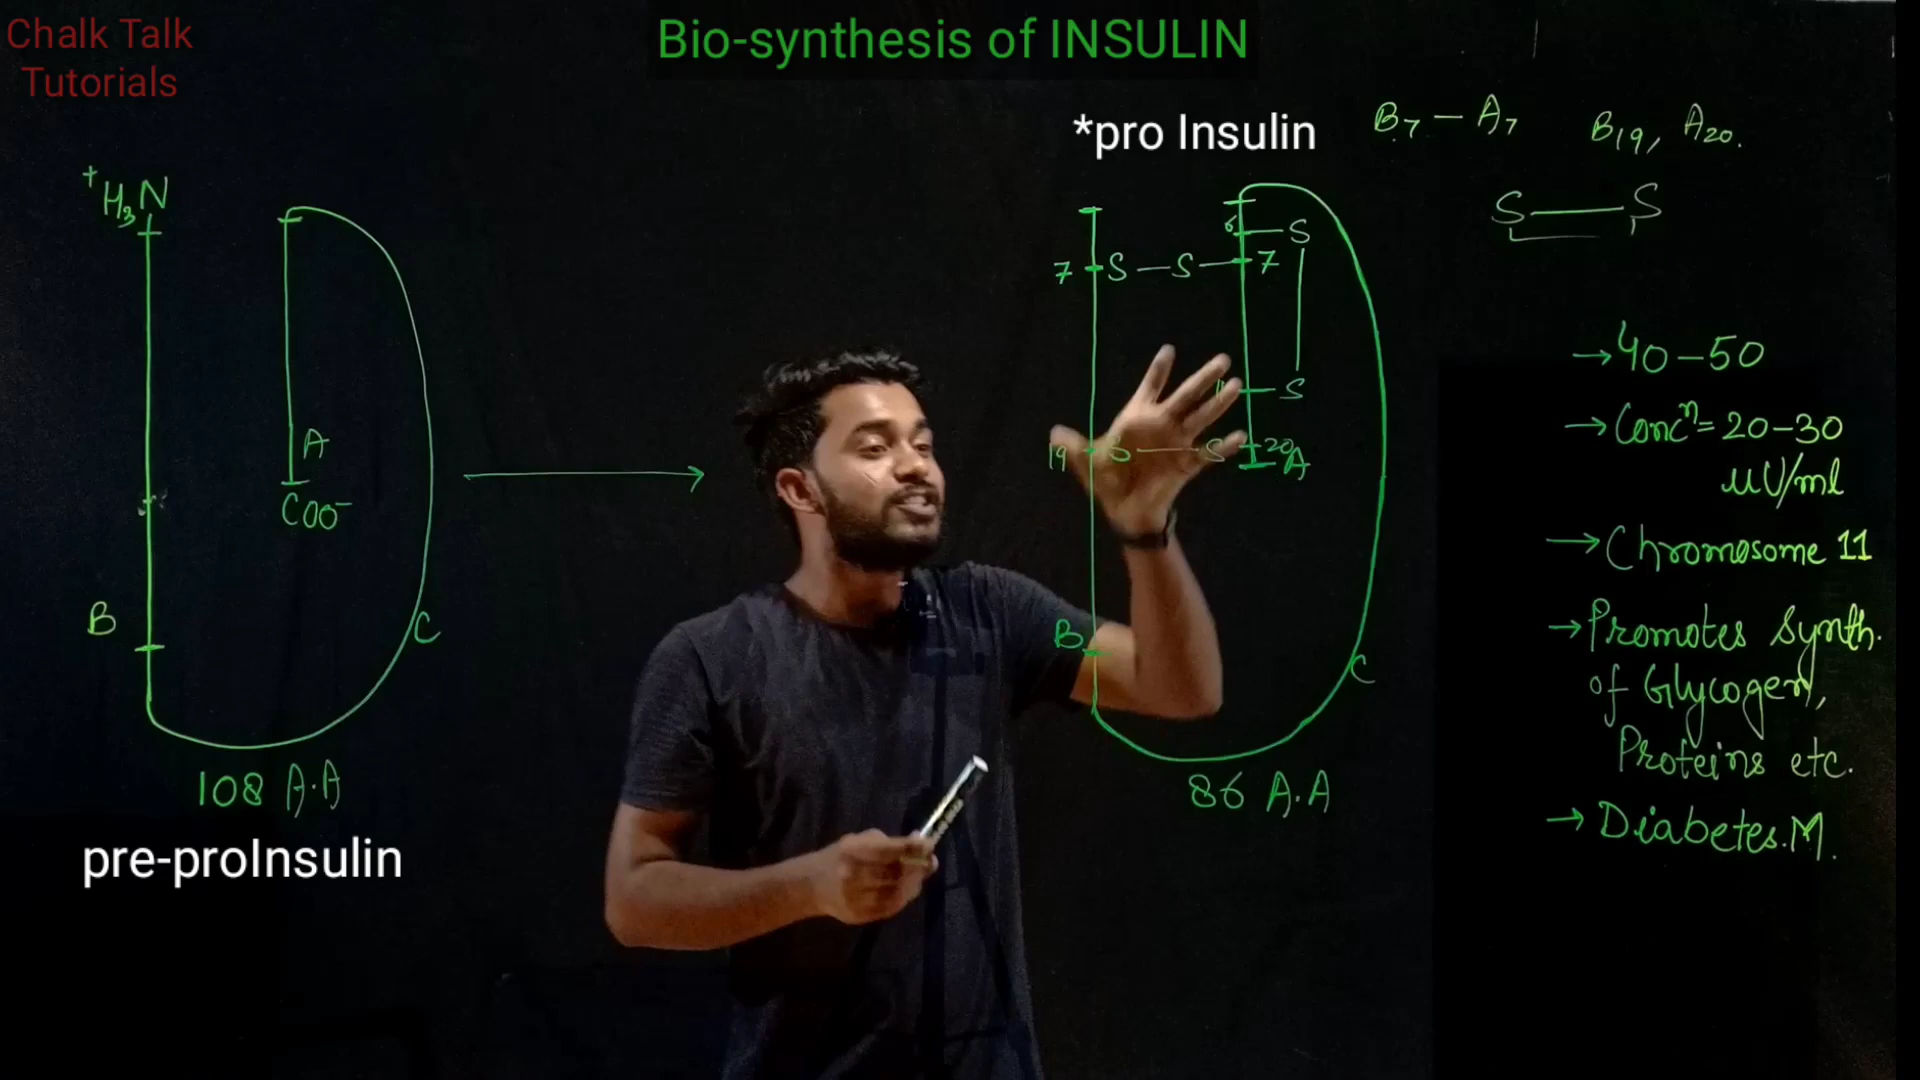 Chalk Talk
Tutorials
Bio-synthesis of INSULIN
*pro Insulin
B7 – A7
B19, A20.
S — S
+H3N
A
COO-
B
C
108 A.A
pre-proInsulin
6 S
7 S — S 7
S
19 S — S 20
A
B
C
86 A.A
→ 40–50
→ Concn = 20–30
μU/ml
→ Chromosome 11
→ Promotes Synth.
of Glycogen,
Proteins etc.
→ Diabetes.M.